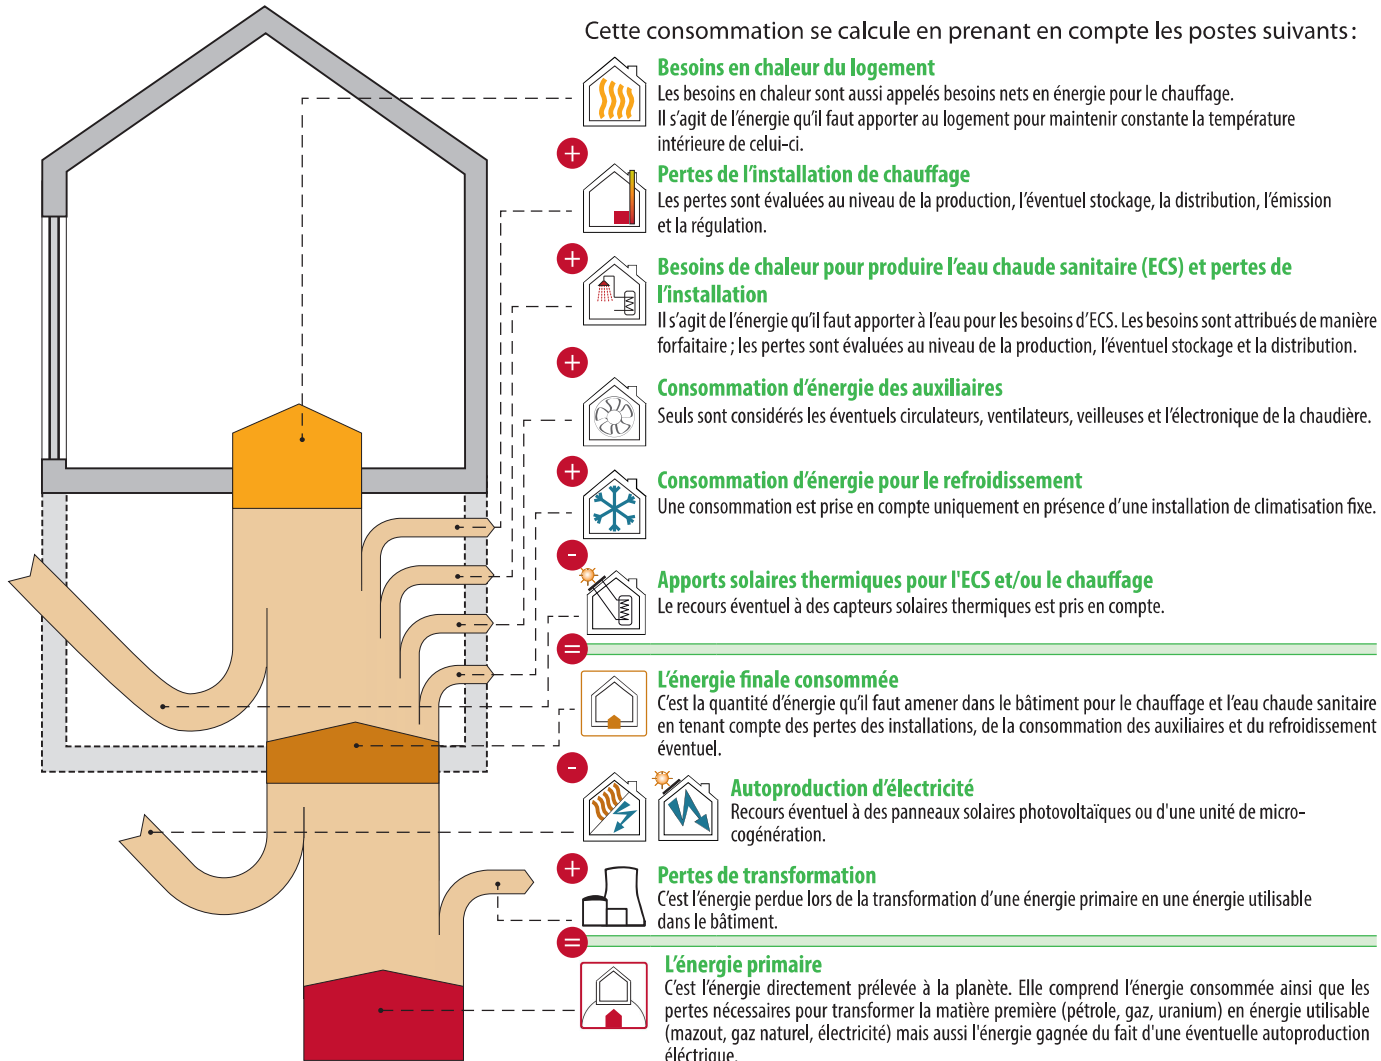 Cette consommation se calcule en prenant en compte les postes suivants :
Besoins en chaleur du logement
Les besoins en chaleur sont aussi appelés besoins nets en énergie pour le chauffage.
Il s'agit de l'énergie qu'il faut apporter au logement pour maintenir constante la température
intérieure de celui-ci.
+
Pertes de l'installation de chauffage
Les pertes sont évaluées au niveau de la production, l'éventuel stockage, la distribution, l'émission
et la régulation.
+
Besoins de chaleur pour produire l'eau chaude sanitaire (ECS) et pertes de
l'installation
Il s'agit de l'énergie qu'il faut apporter à l'eau pour les besoins d'ECS. Les besoins sont attribués de manière
forfaitaire ; les pertes sont évaluées au niveau de la production, l'éventuel stockage et la distribution.
+
Consommation d'énergie des auxiliaires
Seuls sont considérés les éventuels circulateurs, ventilateurs, veilleuses et l'électronique de la chaudière.
+
Consommation d'énergie pour le refroidissement
Une consommation est prise en compte uniquement en présence d'une installation de climatisation fixe.
-
Apports solaires thermiques pour l'ECS et/ou le chauffage
Le recours éventuel à des capteurs solaires thermiques est pris en compte.
=
L'énergie finale consommée
C'est la quantité d'énergie qu'il faut amener dans le bâtiment pour le chauffage et l'eau chaude sanitaire
en tenant compte des pertes des installations, de la consommation des auxiliaires et du refroidissement
éventuel.
-
Autoproduction d'électricité
Recours éventuel à des panneaux solaires photovoltaïques ou d'une unité de micro-
cogénération.
+
Pertes de transformation
C'est l'énergie perdue lors de la transformation d'une énergie primaire en une énergie utilisable
dans le bâtiment.
=
L'énergie primaire
C'est l'énergie directement prélevée à la planète. Elle comprend l'énergie consommée ainsi que les
pertes nécessaires pour transformer la matière première (pétrole, gaz, uranium) en énergie utilisable
(mazout, gaz naturel, électricité) mais aussi l'énergie gagnée du fait d'une éventuelle autoproduction
éléctrique.